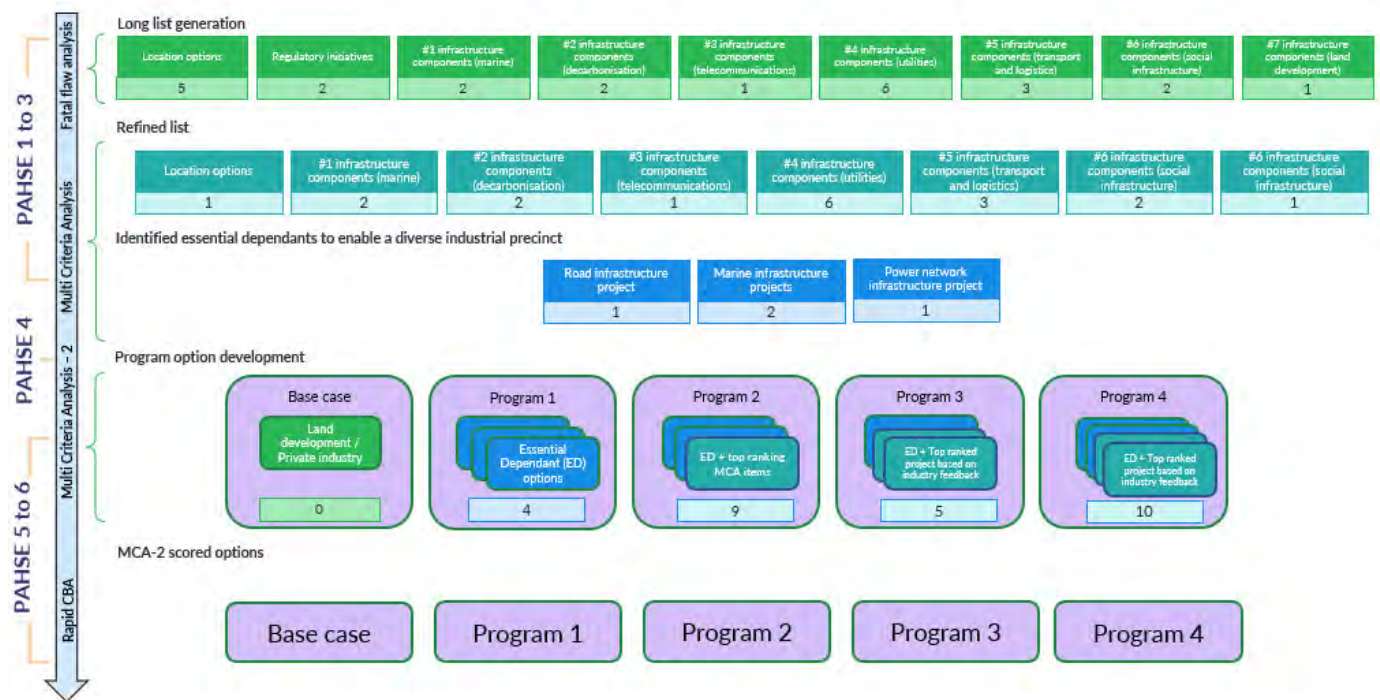 Long list generation
Location options
5
Regulatory initiatives
2
#1 infrastructure
components (marine)
2
#2 infrastructure
components
(decarbonisation)
2
#3 infrastructure
components
(telecommunications)
1
#4 infrastructure
components (utilities)
6
#5 infrastructure
components (transport
and logistics)
3
#6 infrastructure
components (social
infrastructure)
2
#7 infrastructure
components (land
development)
1
Refined list
Location options
1
#1 infrastructure
components (marine)
2
#2 infrastructure
components
(decarbonisation)
2
#3 infrastructure
components
(telecommunications)
1
#4 infrastructure
components (utilities)
6
#5 infrastructure
components (transport
and logistics)
3
#6 infrastructure
components (social
infrastructure)
2
#6 infrastructure
components (social
infrastructure)
1
Identified essential dependants to enable a diverse industrial precinct
Road infrastructure
project
1
Marine infrastructure
projects
2
Power network
infrastructure project
1
Program option development
Base case
Land
development /
Private industry
0
Program 1
Essential
Dependant (ED)
options
4
Program 2
ED + top ranking
MCA items
9
Program 3
ED + Top ranked
project based on
industry feedback
5
Program 4
ED + Top ranked
project based on
industry feedback
10
MCA-2 scored options
Base case
Program 1
Program 2
Program 3
Program 4
PAHSE 1 to 3
PAHSE 4
PAHSE 5 to 6
Fatal flaw analysis
Multi Criteria Analysis
Multi Criteria Analysis – 2
Rapid CBA